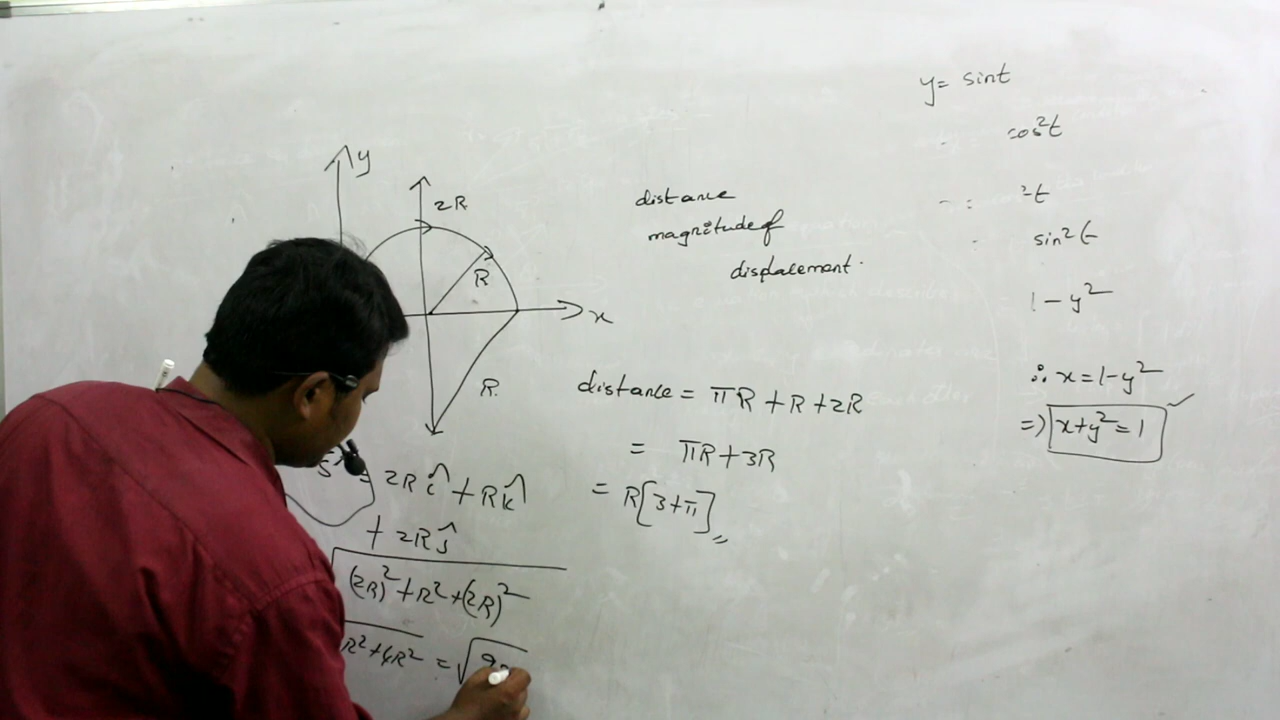 y
2R
R
x
R
S = 2R î + R k̂
+ 2R ĵ
(2R)² + R² + (2R)²
R² + 4R² = √9
distance
magnitude of
displacement.
distance = πR + R + 2R
= πR + 3R
= R[3+π]
y = sint
cos²t
²t
sin²t
1 - y²
∴ x = 1 - y²
=) x + y² = 1